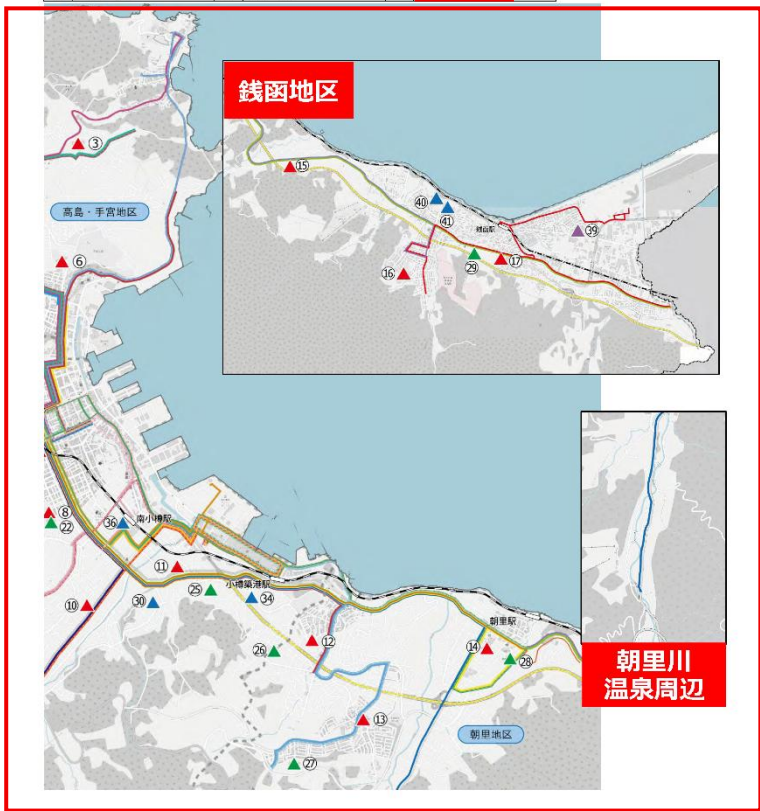 銭函地区
③
⑮
㊵
㊶
高島・手宮地区
銭函駅
㊴
⑥
㉙
⑰
⑯
⑧
㉒
㊱
南小樽駅
⑪
小樽築港駅
㉕
㉞
⑩
㉚
朝里駅
⑫
㉖
⑭
㉘
朝里川
温泉周辺
⑬
朝里地区
㉗